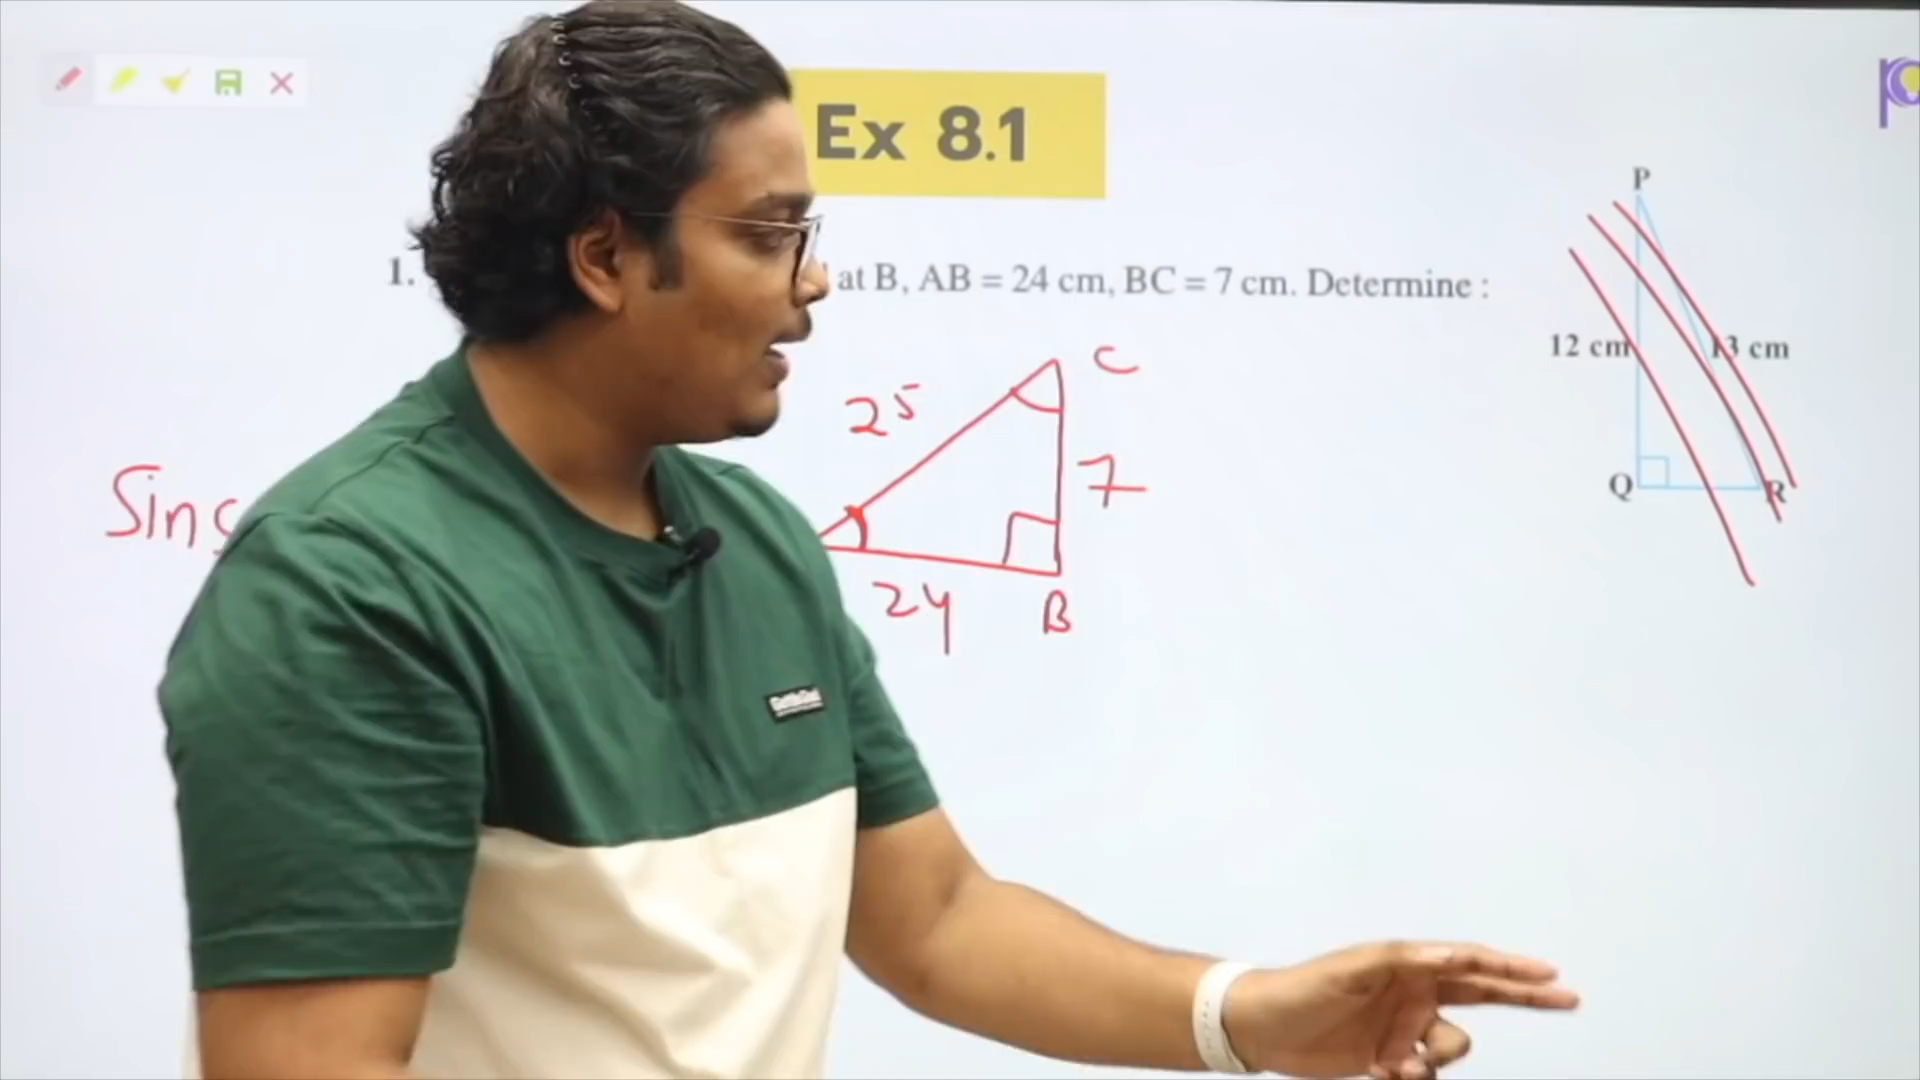 Ex 8.1
P
1. at B, AB = 24 cm, BC = 7 cm. Determine :
12 cm
13 cm
C
25
7
Sin
Q
R
24
B